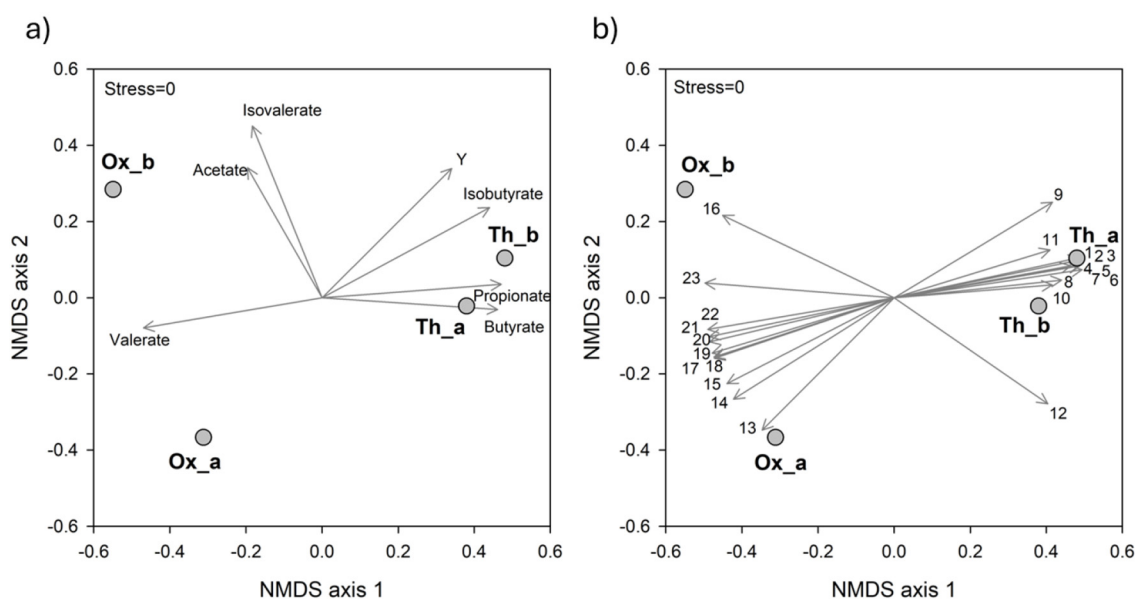 a)
Stress=0
Isovalerate
Acetate
Ox_b
Y
Isobutyrate
Th_b
Propionate
Th_a
Butyrate
Valerate
Ox_a
0.6
0.4
0.2
0.0
-0.2
-0.4
-0.6
-0.6 -0.4 -0.2 0.0 0.2 0.4 0.6
NMDS axis 1
NMDS axis 2
b)
Stress=0
Ox_b
16
9
11
Th_a
1 2 3
4 5
8 7 6
10
Th_b
23
22
21
20
19
17 18
15
14
13
12
Ox_a
0.6
0.4
0.2
0.0
-0.2
-0.4
-0.6
-0.6 -0.4 -0.2 0.0 0.2 0.4 0.6
NMDS axis 1
NMDS axis 2